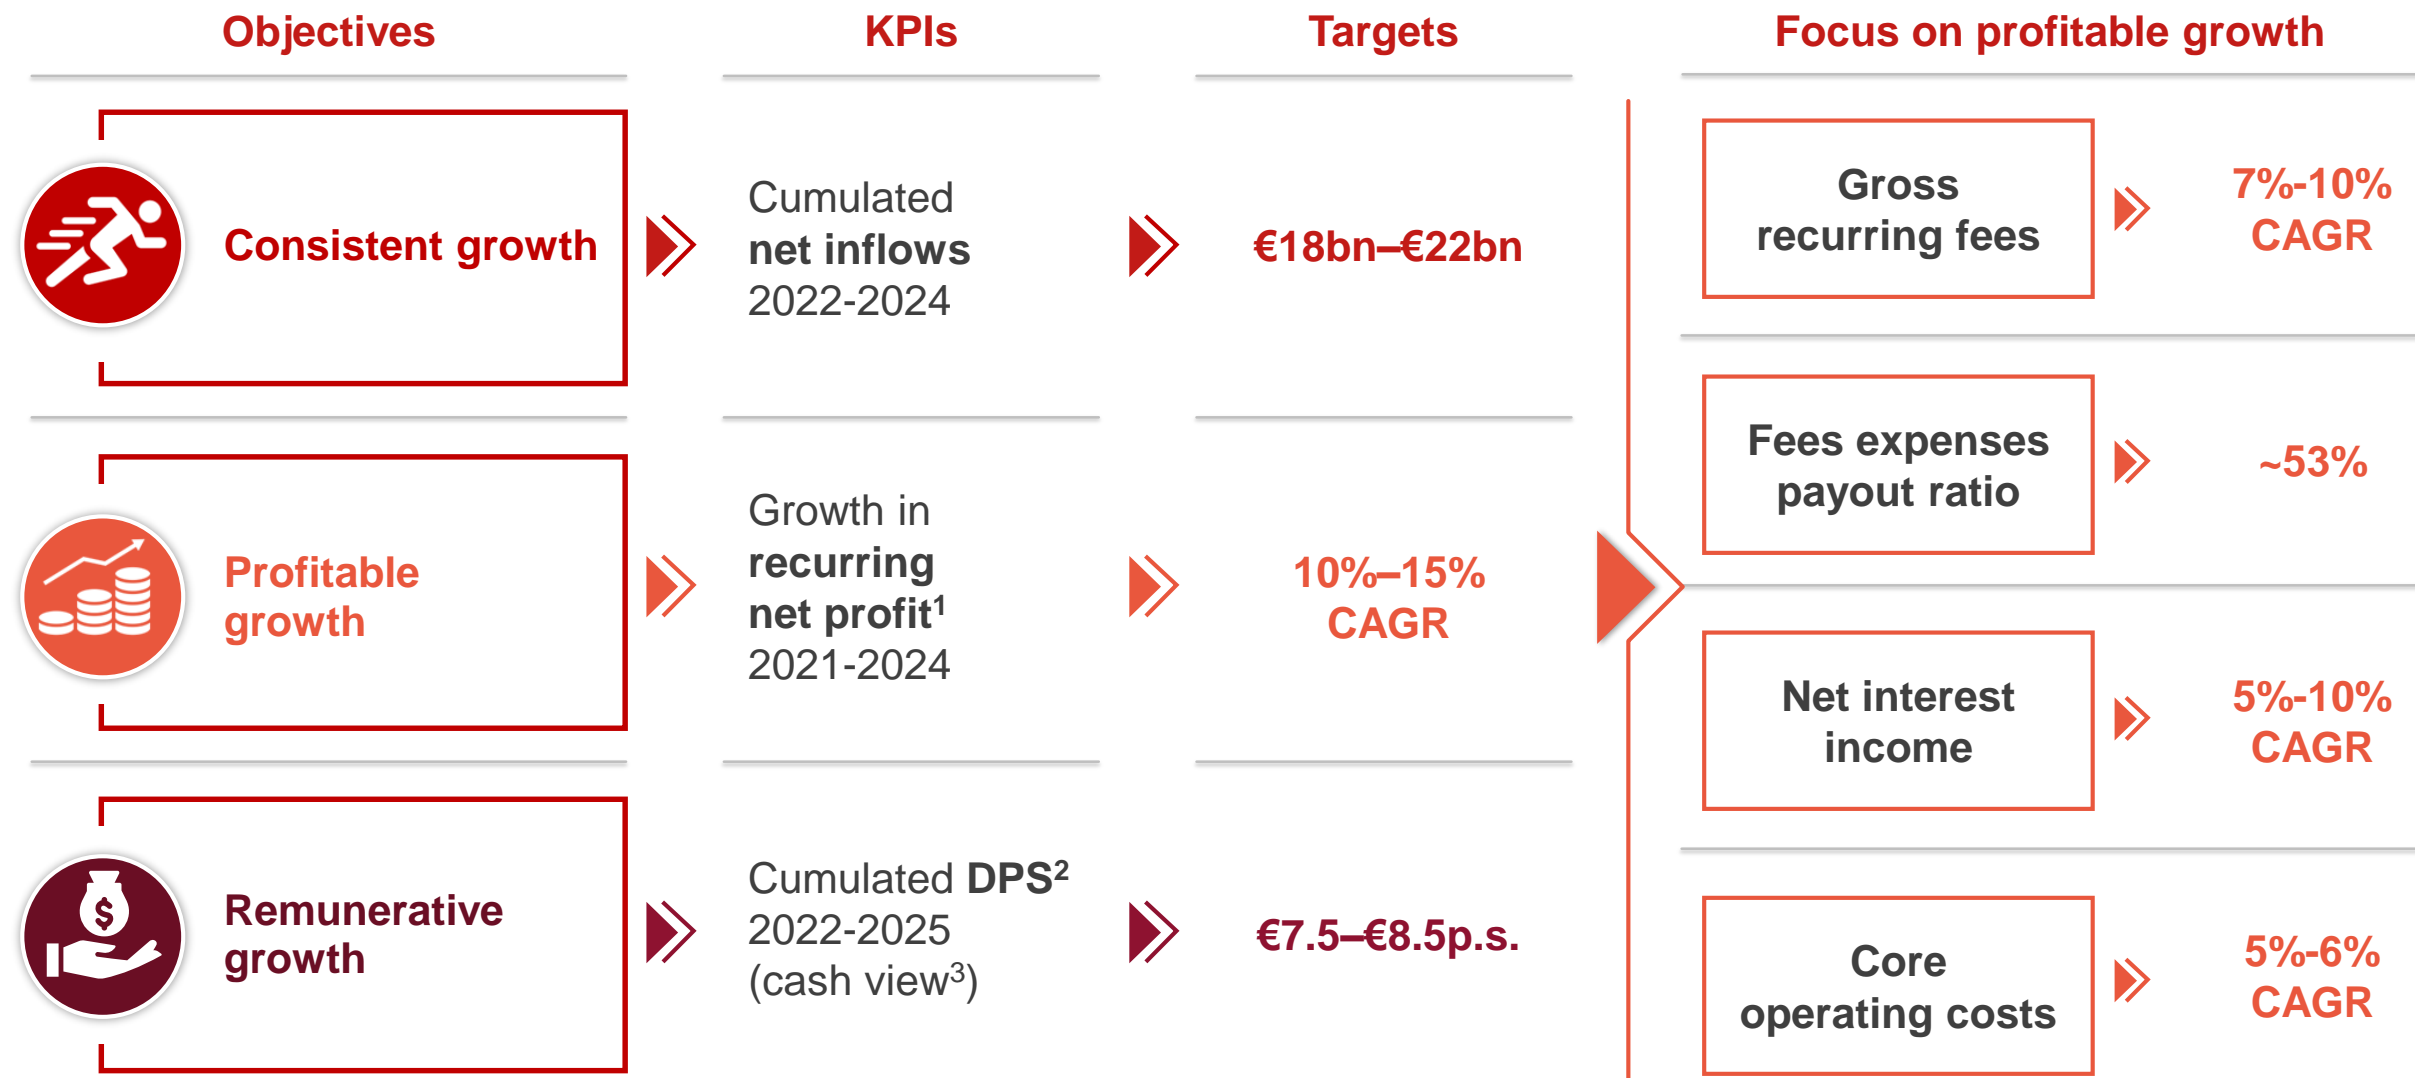 Objectives
KPIs
Targets
Focus on profitable growth
Consistent growth
Cumulated
net inflows
2022-2024
€18bn–€22bn
Profitable
growth
Growth in
recurring
net profit¹
2021-2024
10%–15%
CAGR
Remunerative
growth
Cumulated DPS²
2022-2025
(cash view³)
€7.5–€8.5p.s.
Gross
recurring fees
7%-10%
CAGR
Fees expenses
payout ratio
~53%
Net interest
income
5%-10%
CAGR
Core
operating costs
5%-6%
CAGR